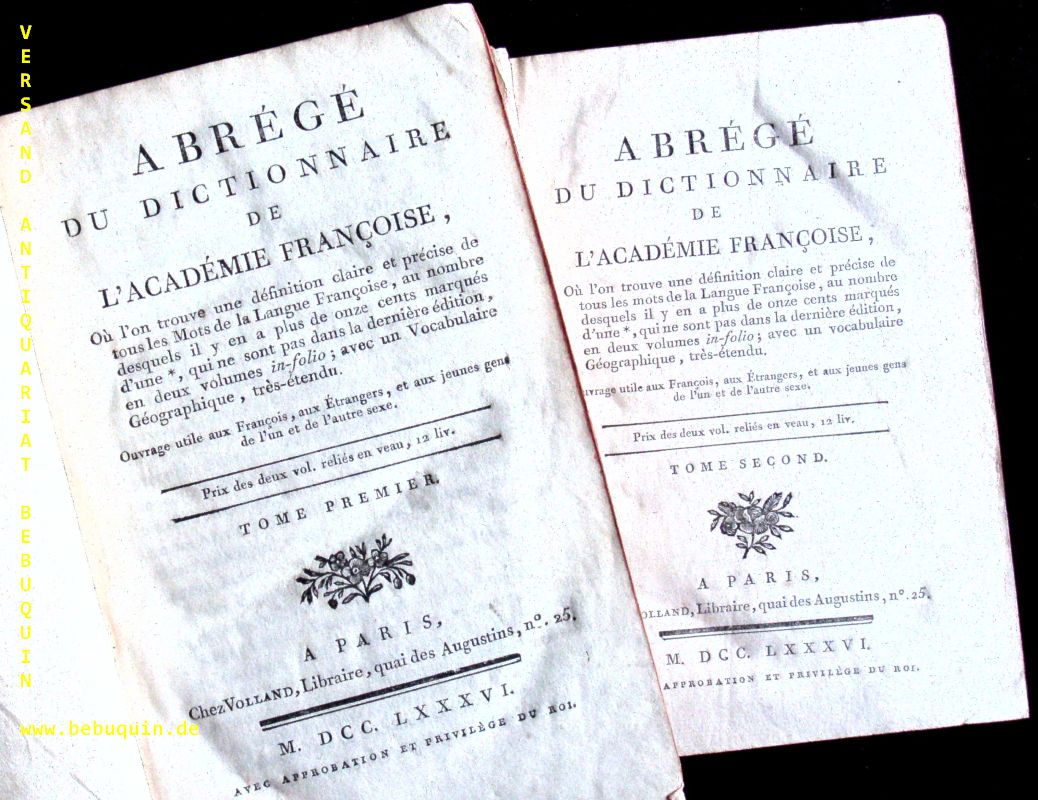 VERSAND ANTIQUARIAT BEBUQUIN
www.bebuquin.de
ABRÉGÉ
DU DICTIONNAIRE
DE
L'ACADÉMIE FRANÇOISE,
Où l'on trouve une définition claire et précise de
tous les Mots de la Langue Françoise, au nombre
desquels il y en a plus de onze cents marqués
d'une *, qui ne sont pas dans la dernière édition,
en deux volumes in-folio; avec un Vocabulaire
Géographique, très-étendu.
Ouvrage utile aux François, aux Étrangers, et aux jeunes gens
de l'un et de l'autre sexe.
Prix des deux vol. reliés en veau, 12 liv.
TOME PREMIER.
A PARIS,
Chez VOLLAND, Libraire, quai des Augustins, n°. 25.
M. DCC. LXXXVI.
AVEC APPROBATION ET PRIVILÈGE DU ROI.
ABRÉGÉ
DU DICTIONNAIRE
DE
L'ACADÉMIE FRANÇOISE,
Où l'on trouve une définition claire et précise de
tous les mots de la Langue Françoise, au nombre
desquels il y en a plus de onze cents marqués
d'une *, qui ne sont pas dans la dernière édition,
en deux volumes in-folio; avec un vocabulaire
Géographique, très-étendu.
uvrage utile aux François, aux Étrangers, et aux jeunes gens
de l'un et de l'autre sexe.
Prix des deux vol. reliés en veau, 12 liv.
TOME SECOND.
A PARIS,
OLLAND, Libraire, quai des Augustins, n°. 25.
M. DCC. LXXXVI.
APPROBATION ET PRIVILÈGE DU ROI.